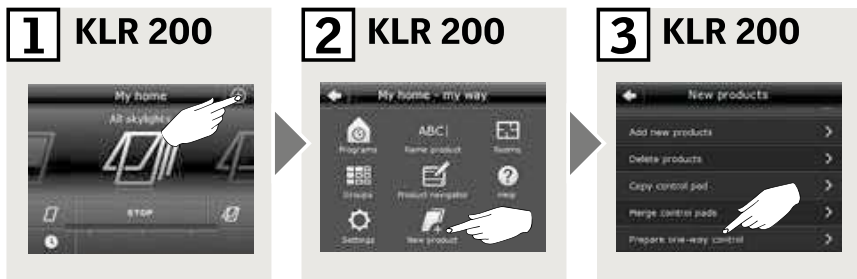 1 KLR 200
My home
All skylights
STOP
2 KLR 200
My home - my way
Programs
ABC|
Name product
Rooms
Groups
Product navigator
Help
Settings
New product
3 KLR 200
New products
Add new products
Delete products
Copy control pad
Merge control pads
Prepare one-way control